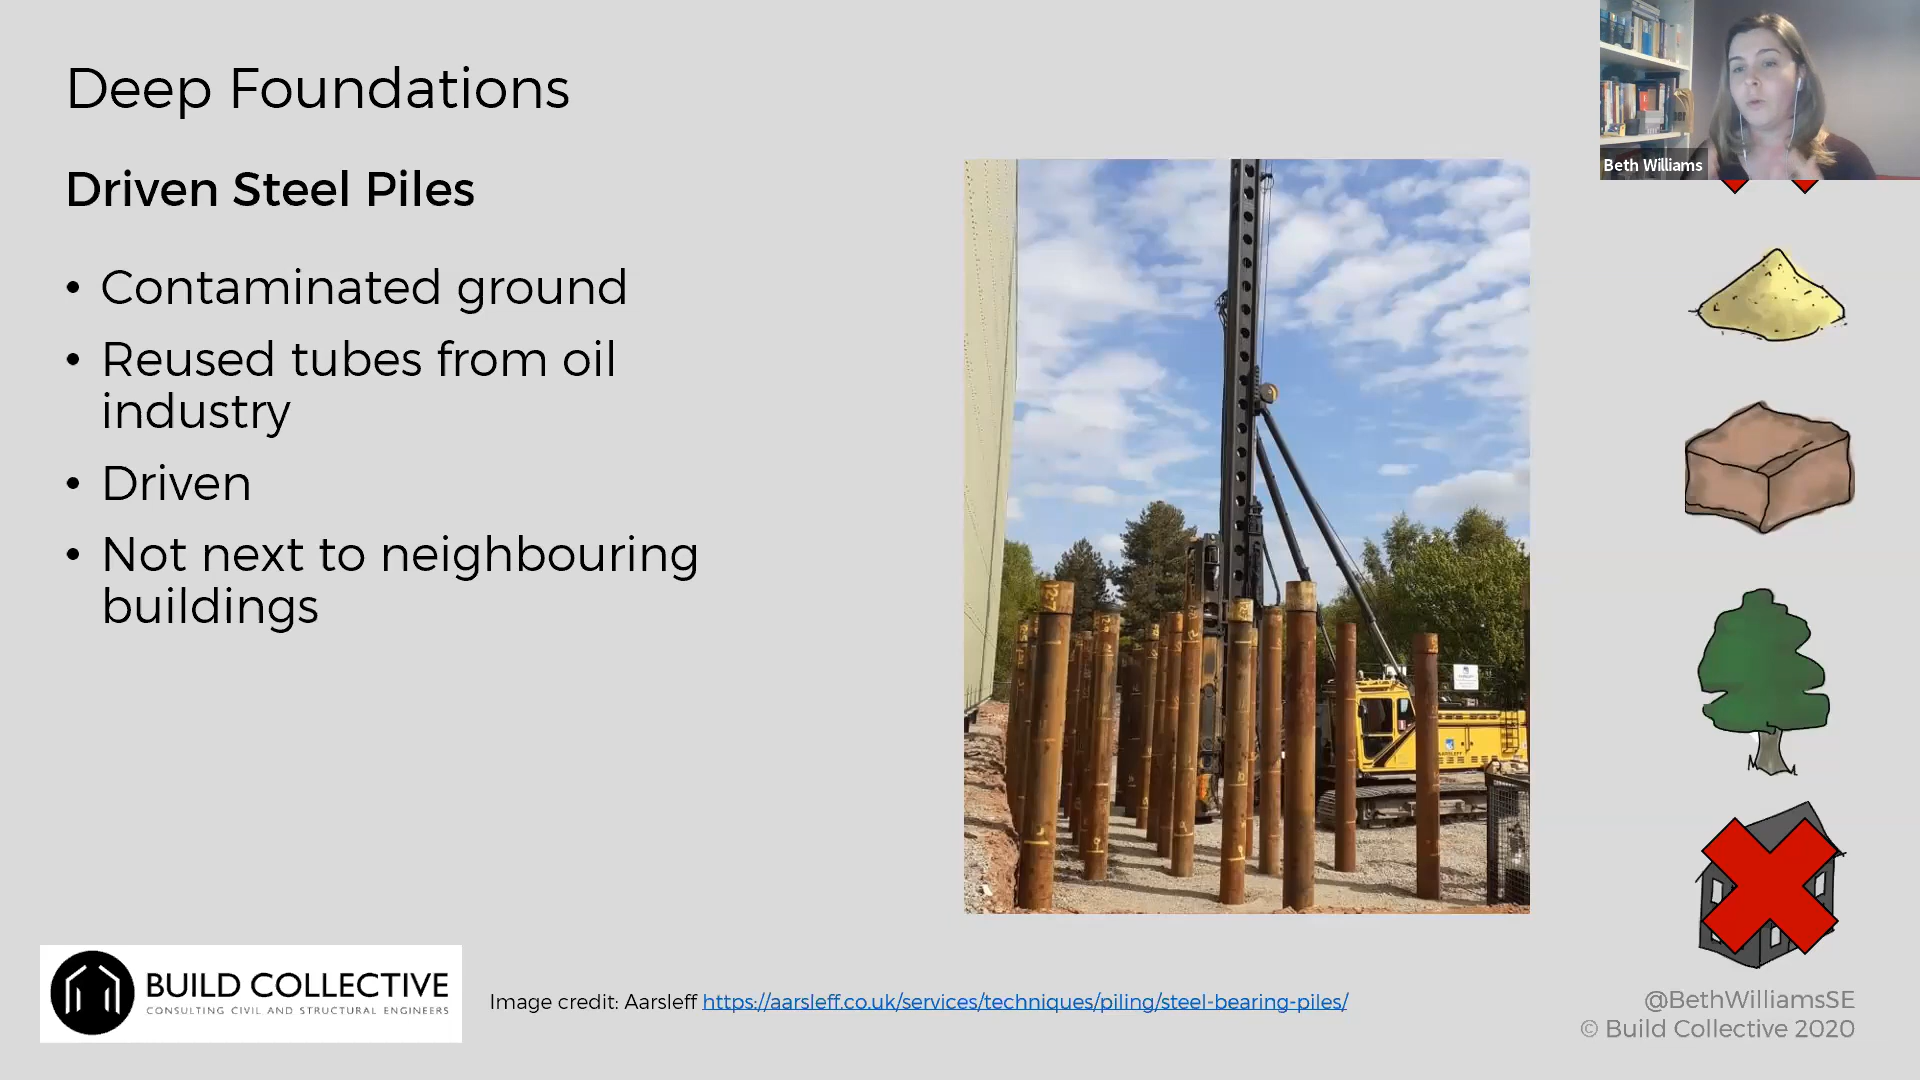 Deep Foundations
Beth Williams
Driven Steel Piles
• Contaminated ground
• Reused tubes from oil
industry
• Driven
• Not next to neighbouring
buildings
BUILD COLLECTIVE
CONSULTING CIVIL AND STRUCTURAL ENGINEERS
Image credit: Aarsleff https://aarsleff.co.uk/services/techniques/piling/steel-bearing-piles/
@BethWilliamsSE
© Build Collective 2020